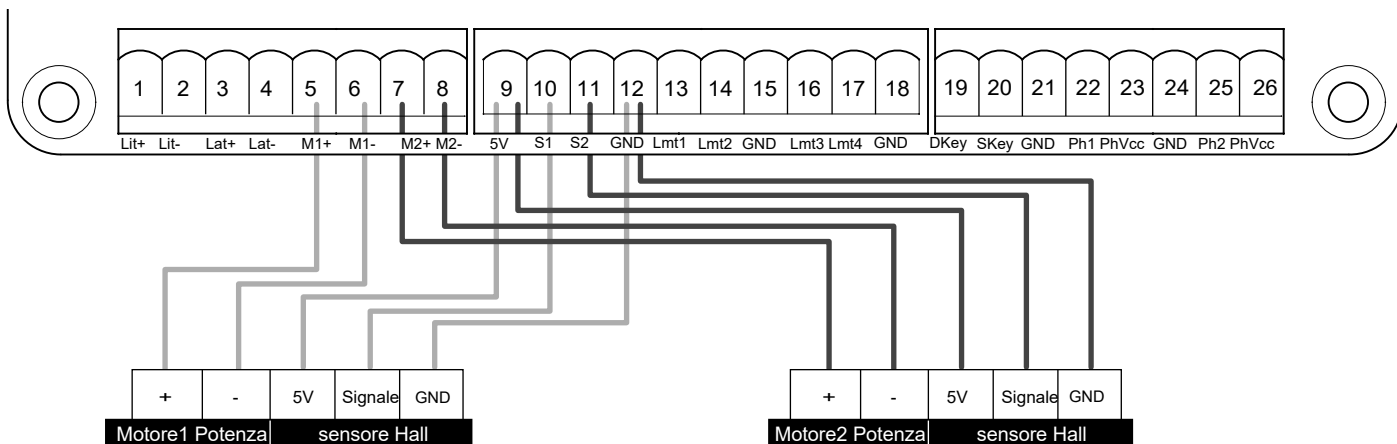 1 2 3 4 5 6 7 8 9 10 11 12 13 14 15 16 17 18 19 20 21 22 23 24 25 26
Lit+ Lit- Lat+ Lat- M1+ M1- M2+ M2- 5V S1 S2 GND Lmt1 Lmt2 GND Lmt3 Lmt4 GND DKey SKey GND Ph1 PhVcc GND Ph2 PhVcc
+ - 5V Signale GND + - 5V Signale GND
Motore1 Potenza sensore Hall Motore2 Potenza sensore Hall